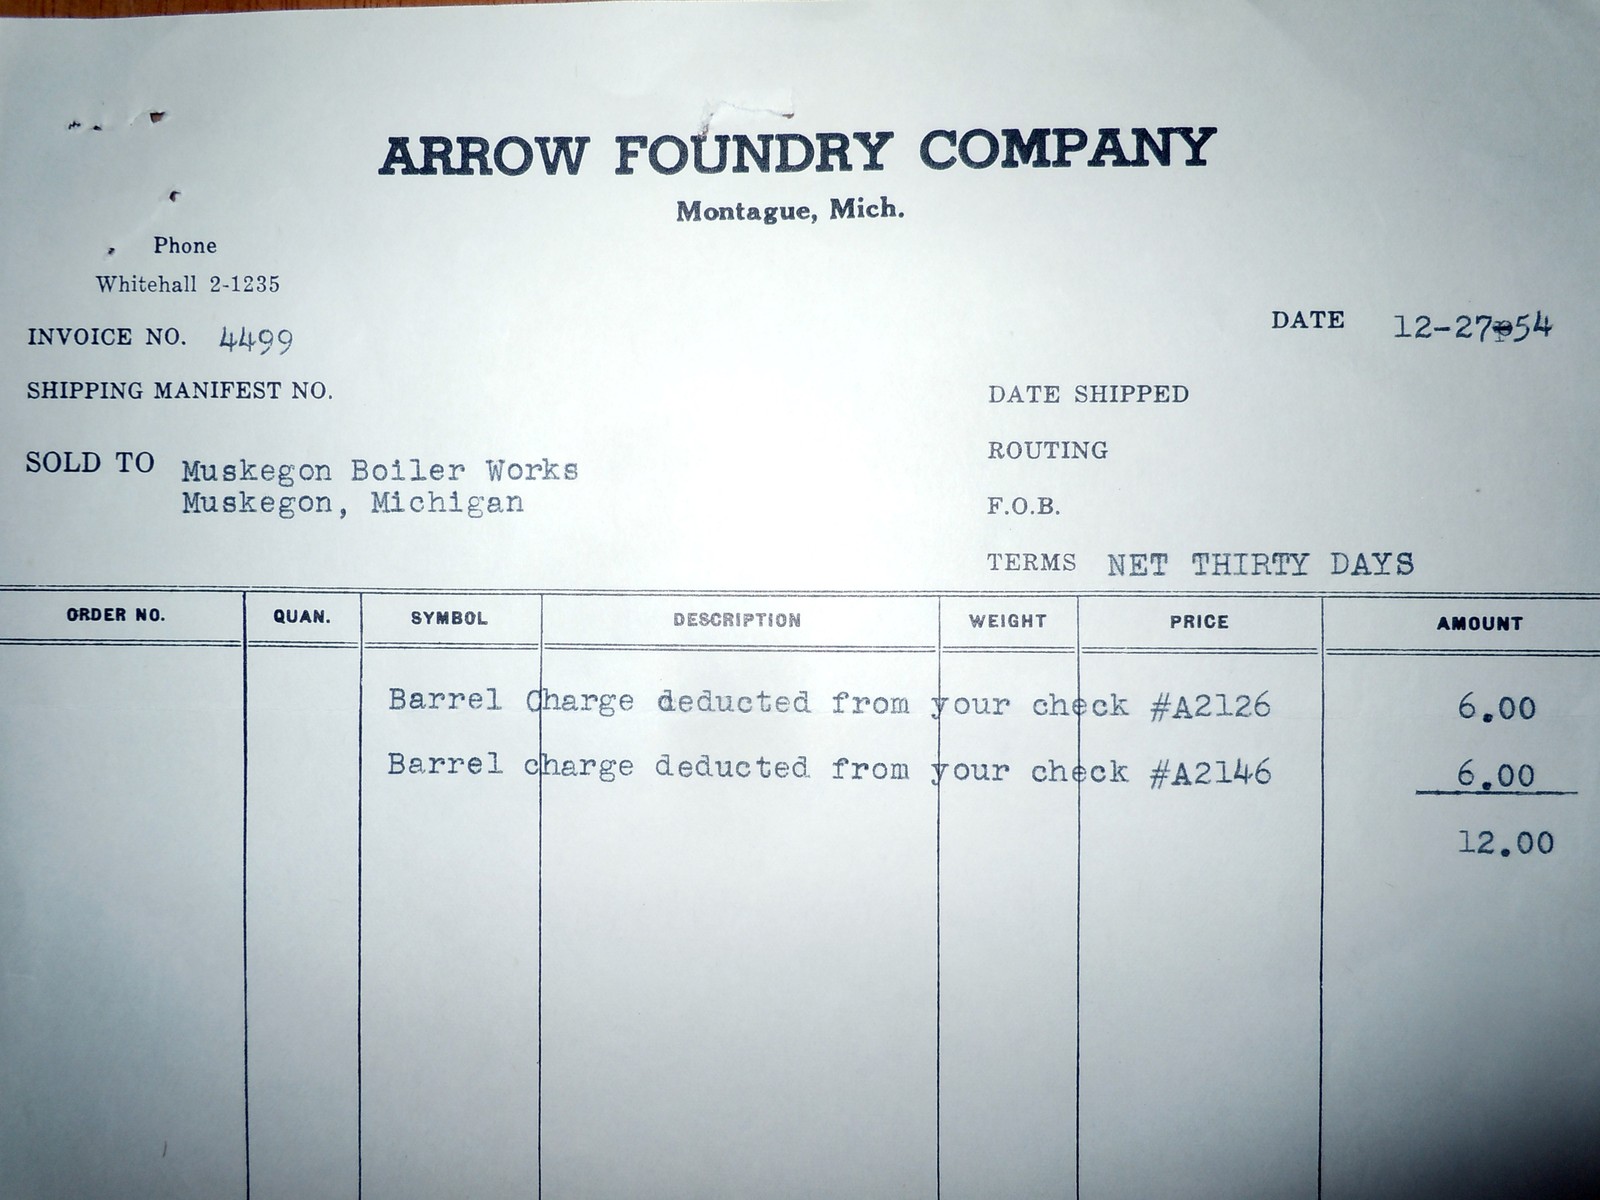 ARROW FOUNDRY COMPANY
Montague, Mich.
Phone
Whitehall 2-1235
INVOICE NO. 4499
DATE 12-27-54
SHIPPING MANIFEST NO.
DATE SHIPPED
SOLD TO Muskegon Boiler Works
Muskegon, Michigan
ROUTING
F.O.B.
TERMS NET THIRTY DAYS
ORDER NO. QUAN. SYMBOL DESCRIPTION WEIGHT PRICE AMOUNT
Barrel Charge deducted from your check #A2126 6.00
Barrel charge deducted from your check #A2146 6.00
12.00